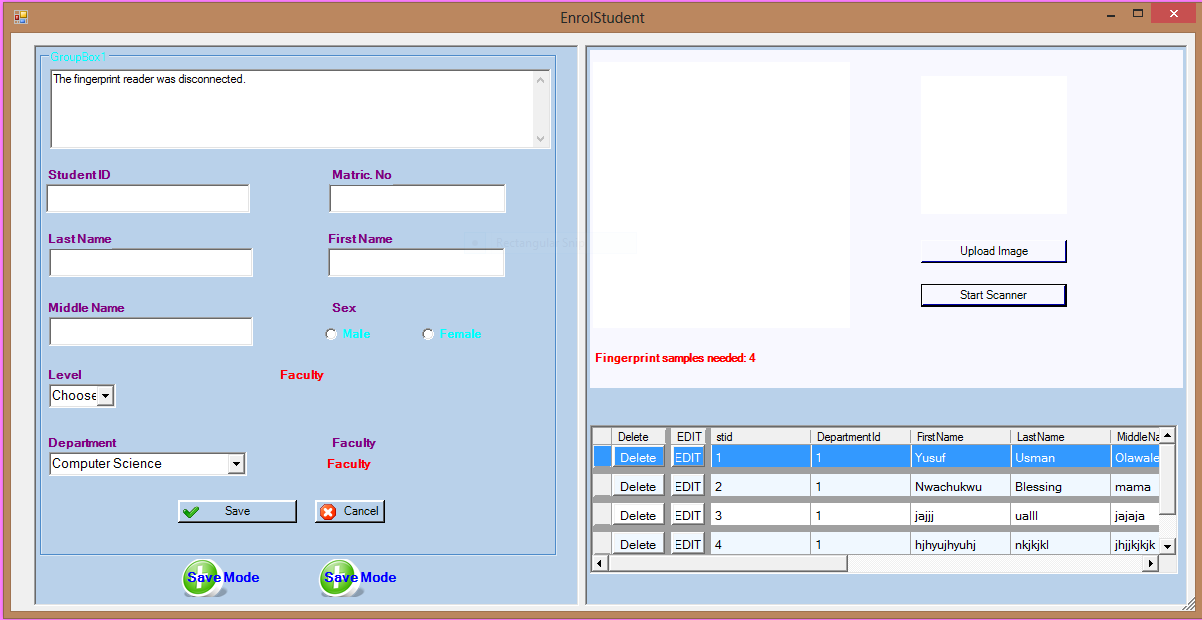 EnrolStudent
GroupBox1
The fingerprint reader was disconnected.
Student ID
Matric. No
Last Name
First Name
Rectangular Snip
Middle Name
Sex
Male
Female
Level
Faculty
Choose
Department
Faculty
Computer Science
Faculty
Save
Cancel
Save Mode
Save Mode
Upload Image
Start Scanner
Fingerprint samples needed: 4
Delete EDIT stid DepartmentId FirstName LastName MiddleNa
Delete EDIT 1 1 Yusuf Usman Olawale
Delete EDIT 2 1 Nwachukwu Blessing mama
Delete EDIT 3 1 jajjj ualll jajaja
Delete EDIT 4 1 hjhyujhyuhj nkjkjkl jhjjkjkjk